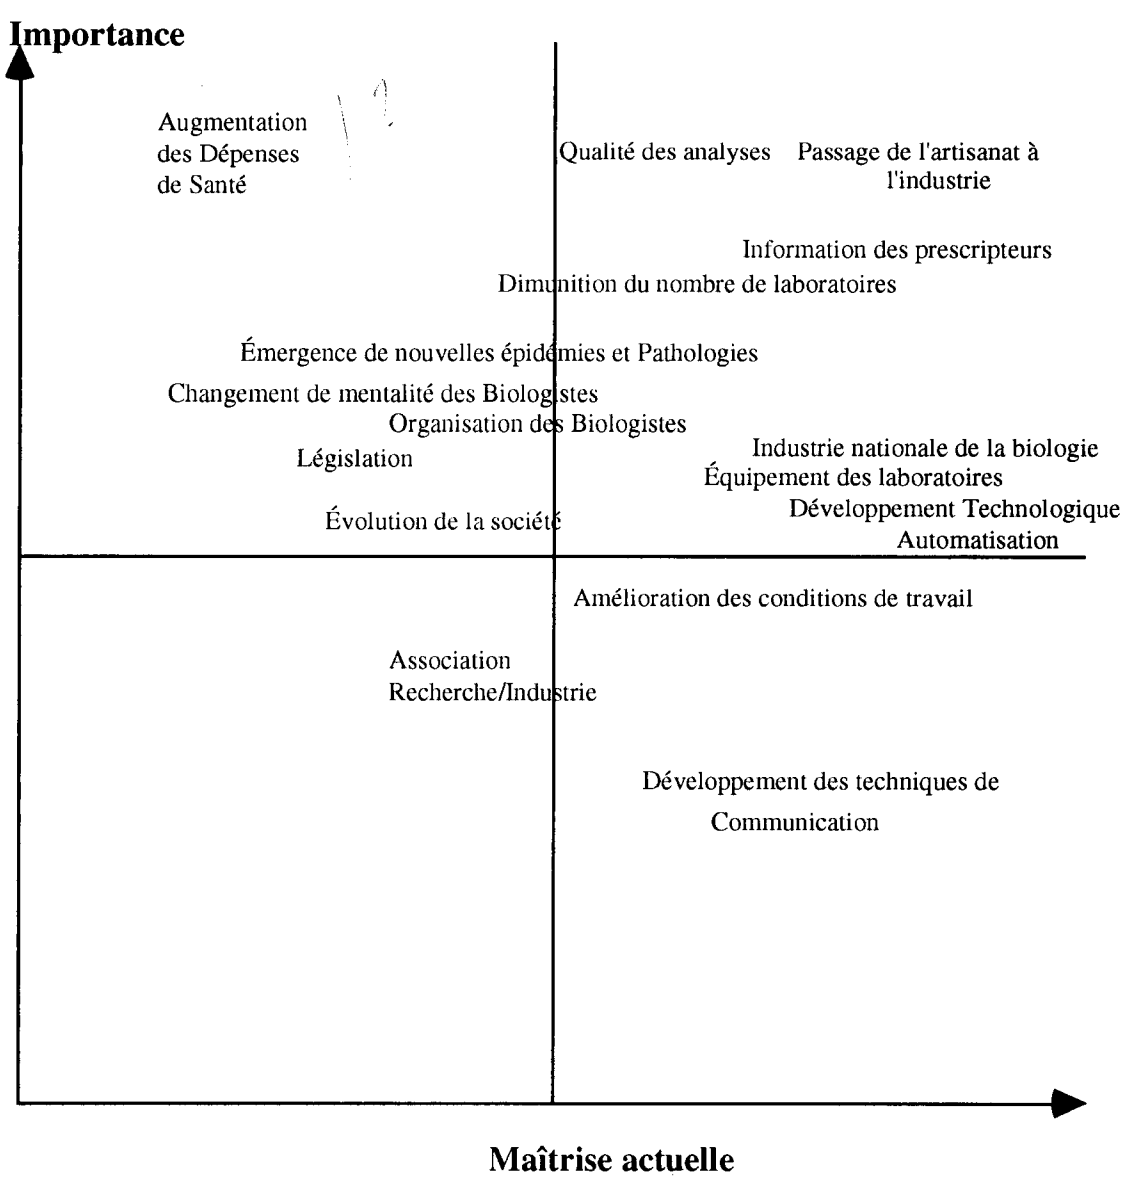 Importance
Augmentation
des Dépenses
de Santé
?
Qualité des analyses
Passage de l'artisanat à
l'industrie
Information des prescripteurs
Dimunition du nombre de laboratoires
Émergence de nouvelles épidémies et Pathologies
Changement de mentalité des Biologistes
Organisation des Biologistes
Législation
Industrie nationale de la biologie
Équipement des laboratoires
Développement Technologique
Évolution de la société
Automatisation
Amélioration des conditions de travail
Association
Recherche/Industrie
Développement des techniques de
Communication
Maîtrise actuelle